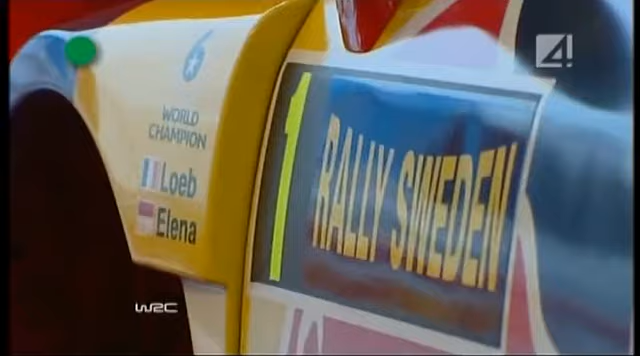 4!
6
WORLD
CHAMPION
Loeb
Elena
1
RALLY SWEDEN
WRC